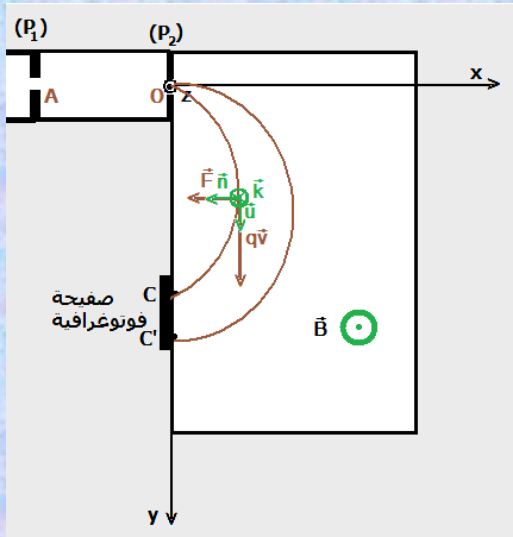 (P₁)
(P₂)
x
A
O
z
F⃗ n⃗ k⃗
u⃗
qv⃗
C
صفيحة
فوتوغرافية
C'
B⃗
y